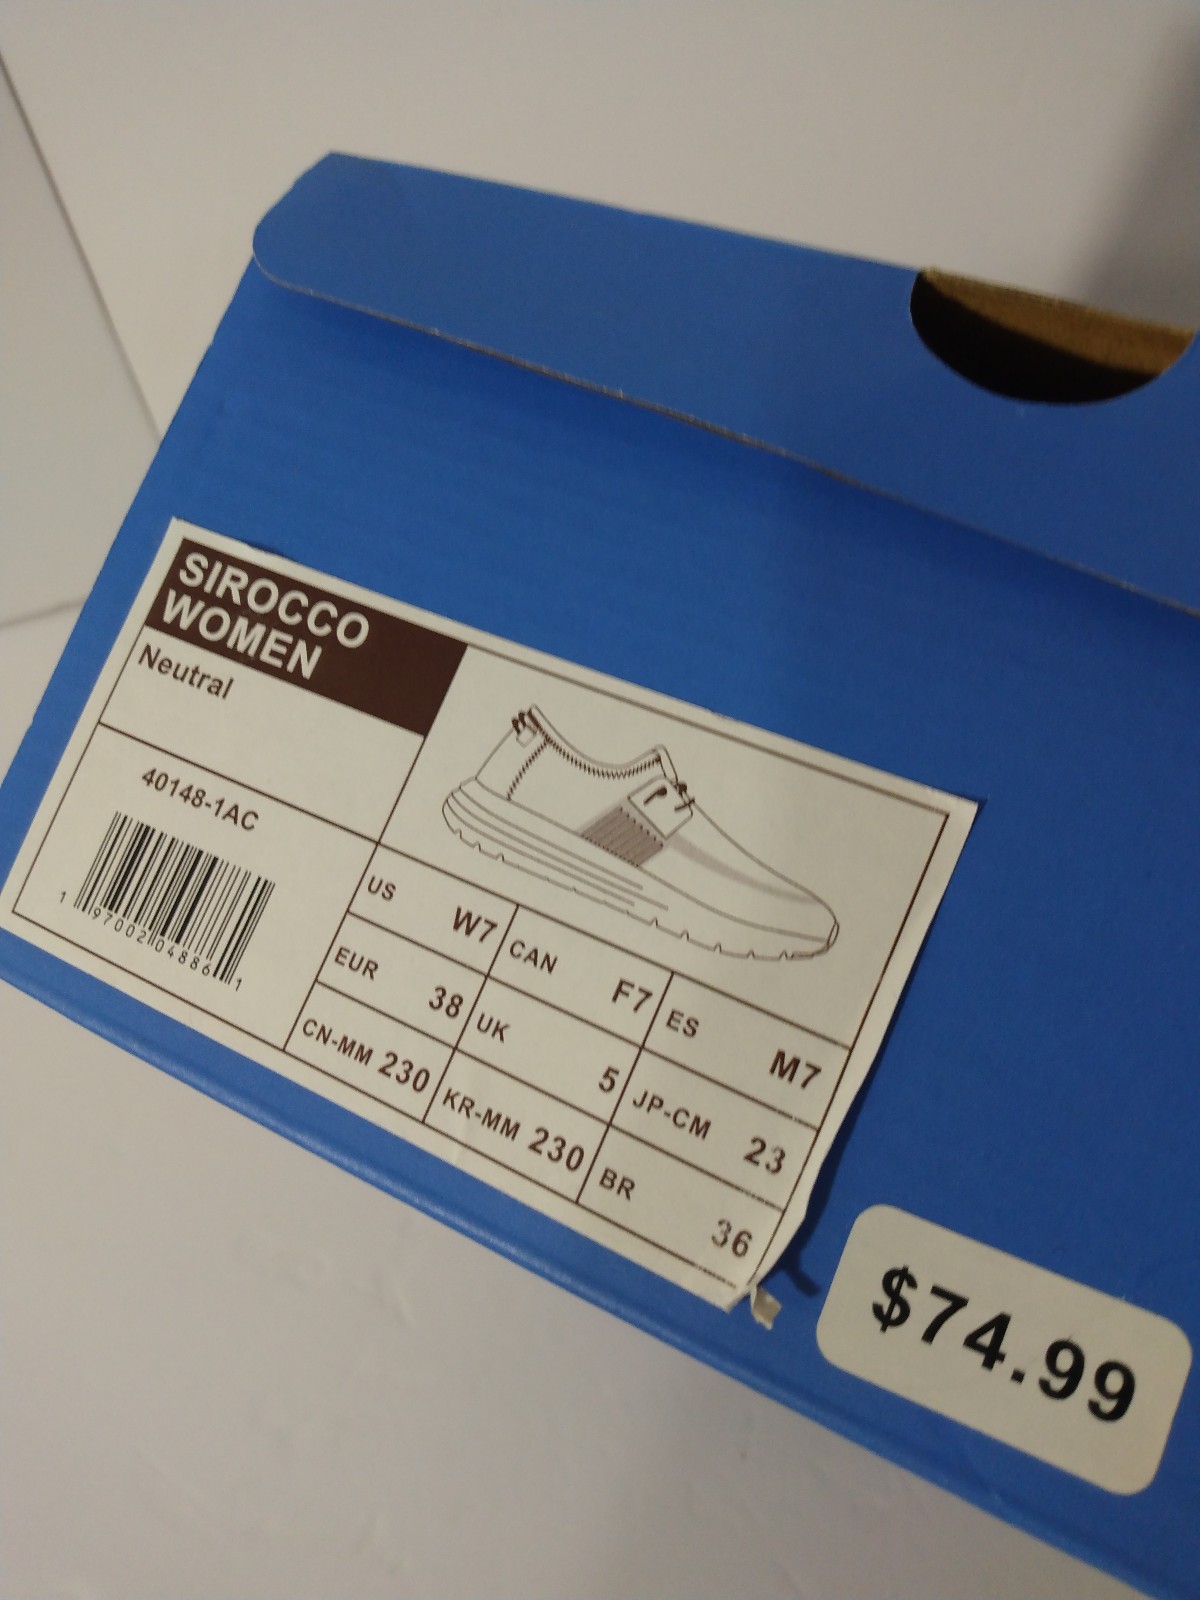 SIROCCO
WOMEN
Neutral
40148-1AC
1 97002 04886 1
US W7 CAN F7 ES M7
EUR 38 UK 5 JP-CM 23
CN-MM 230 KR-MM 230 BR 36
$74.99